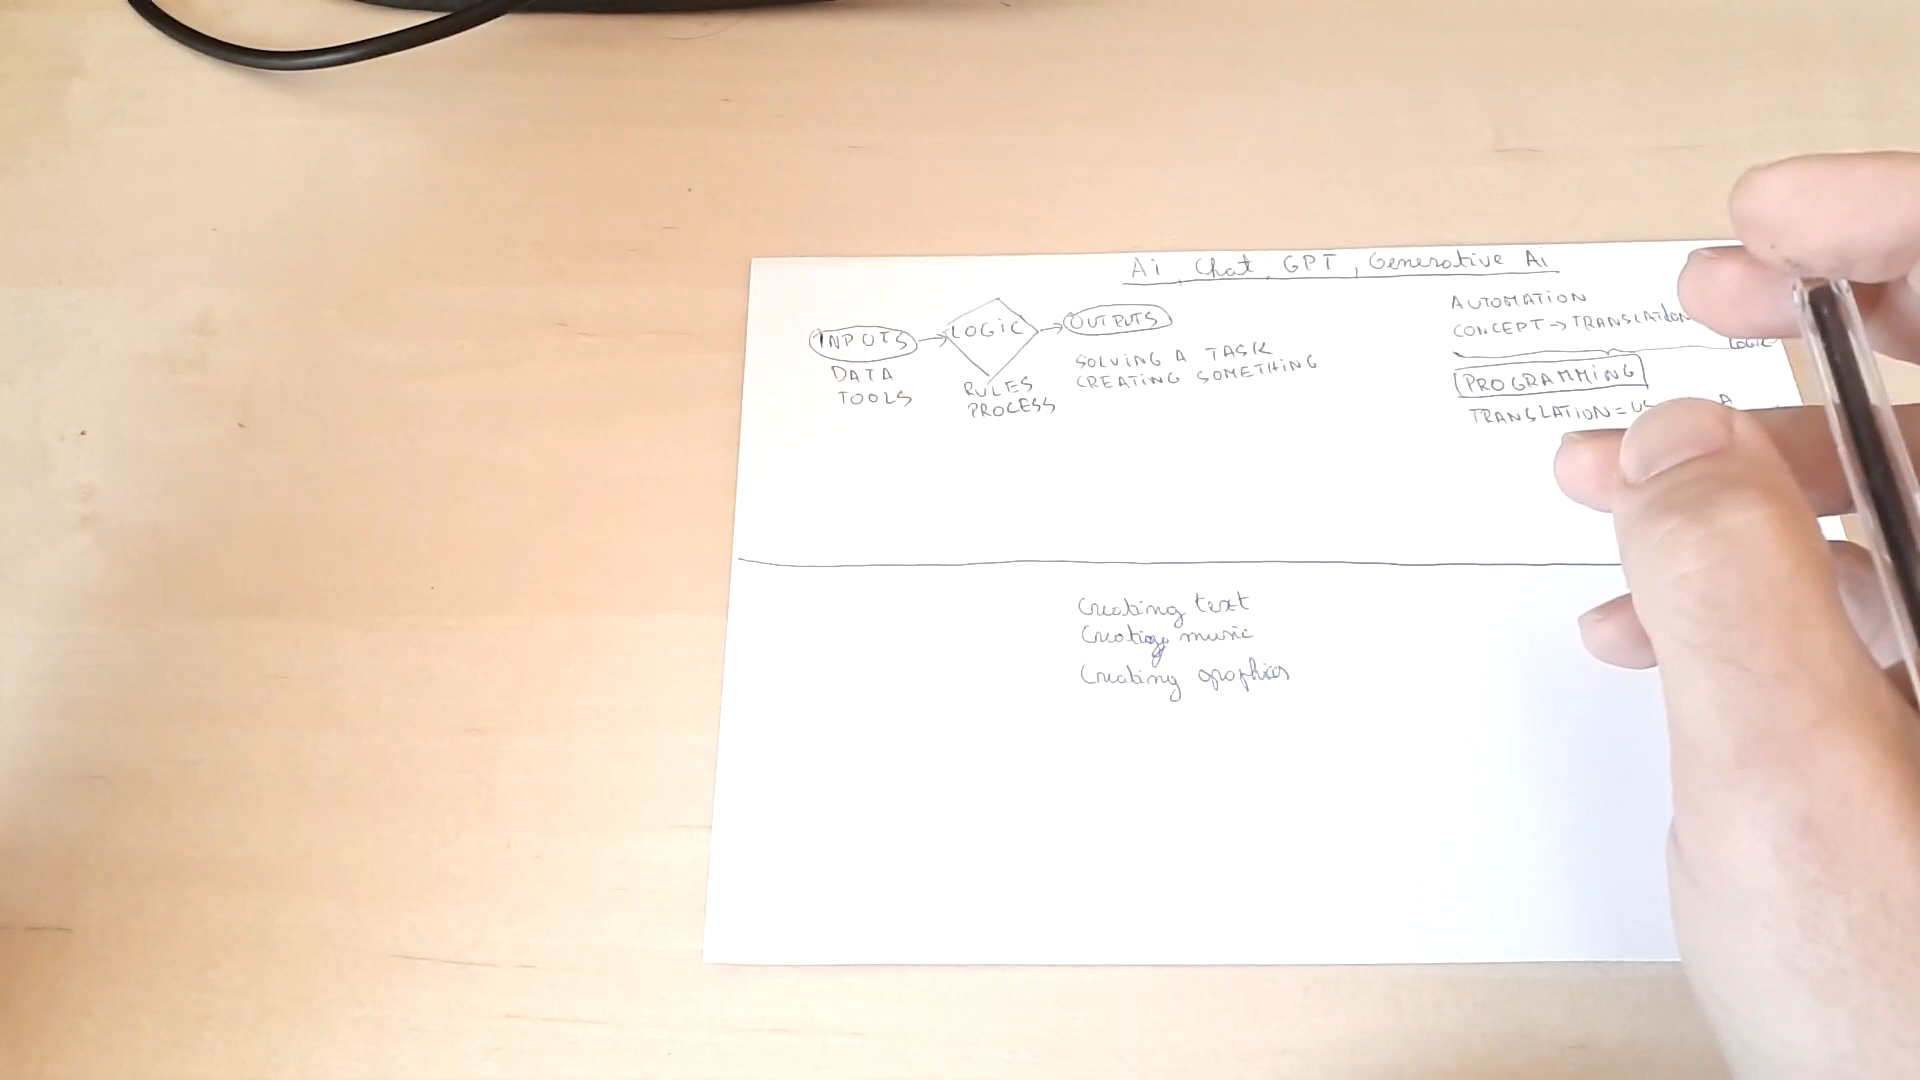 Ai, Chat, GPT, Generative Ai
INPUTS → LOGIC → OUTPUTS
DATA
TOOLS
RULES
PROCESS
SOLVING A TASK
CREATING SOMETHING
AUTOMATION
CONCEPT → TRANSLATION
LOGIC
PROGRAMMING
TRANSLATION = A
Creating text
Creating music
Creating graphics